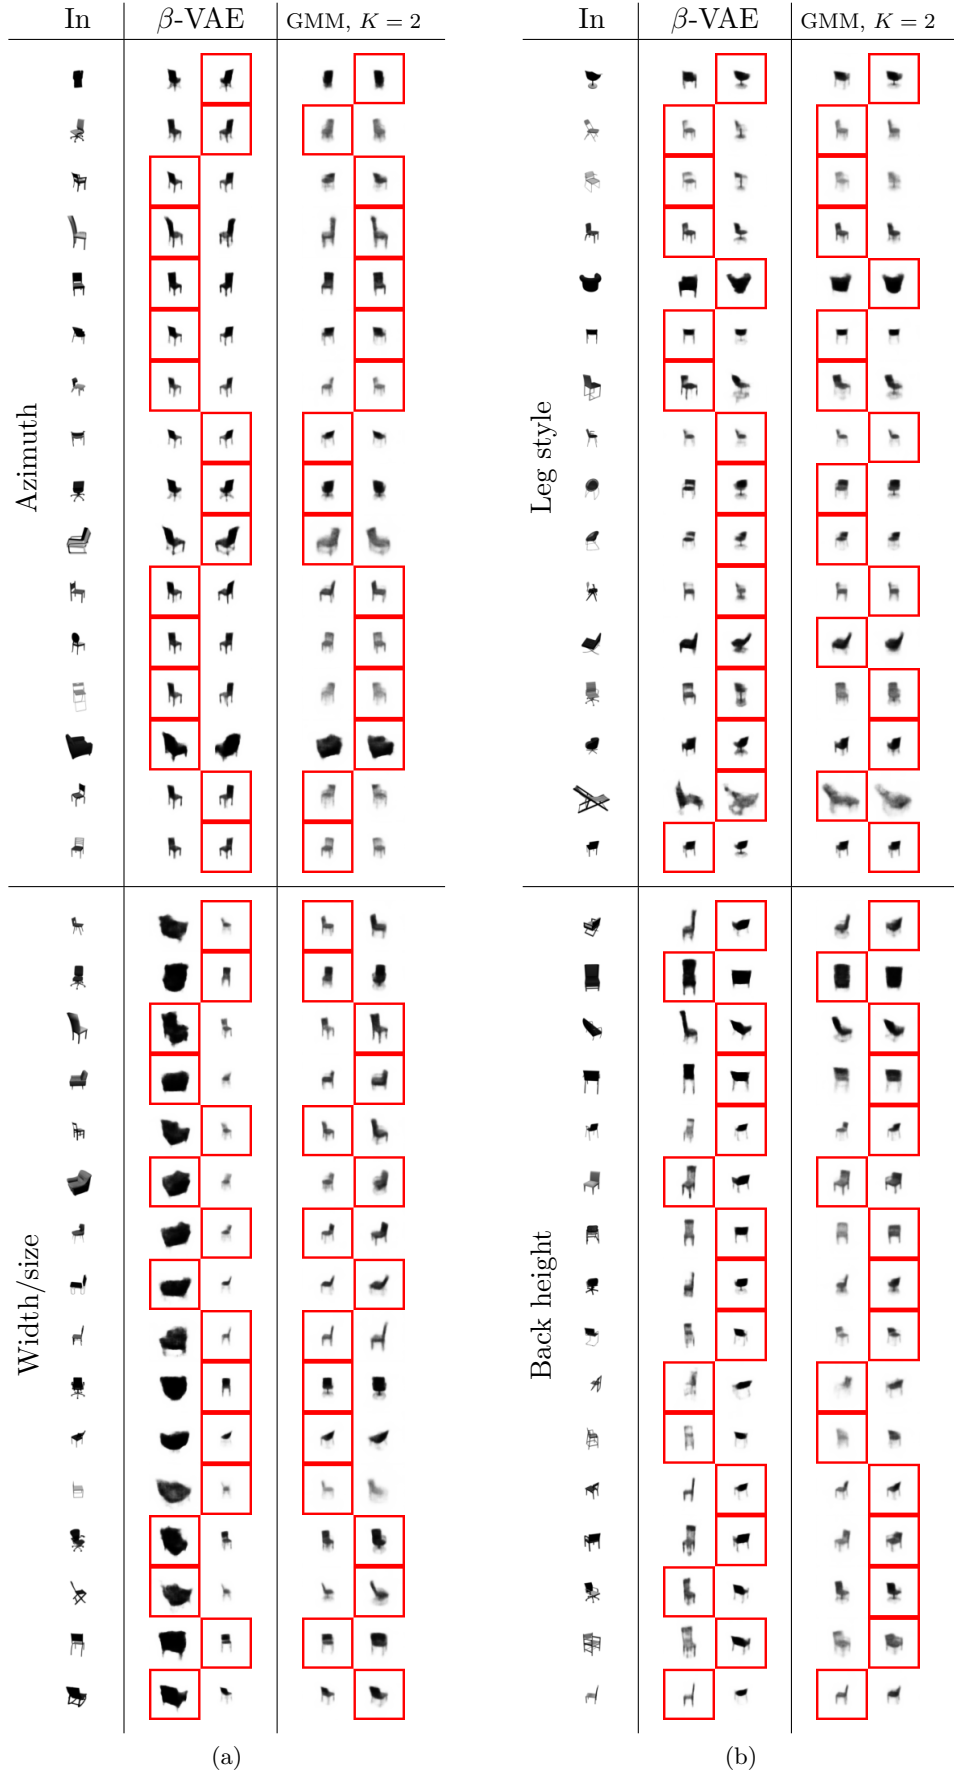 In β-VAE GMM, K = 2
Azimuth
Width/size
(a)
In β-VAE GMM, K = 2
Leg style
Back height
(b)